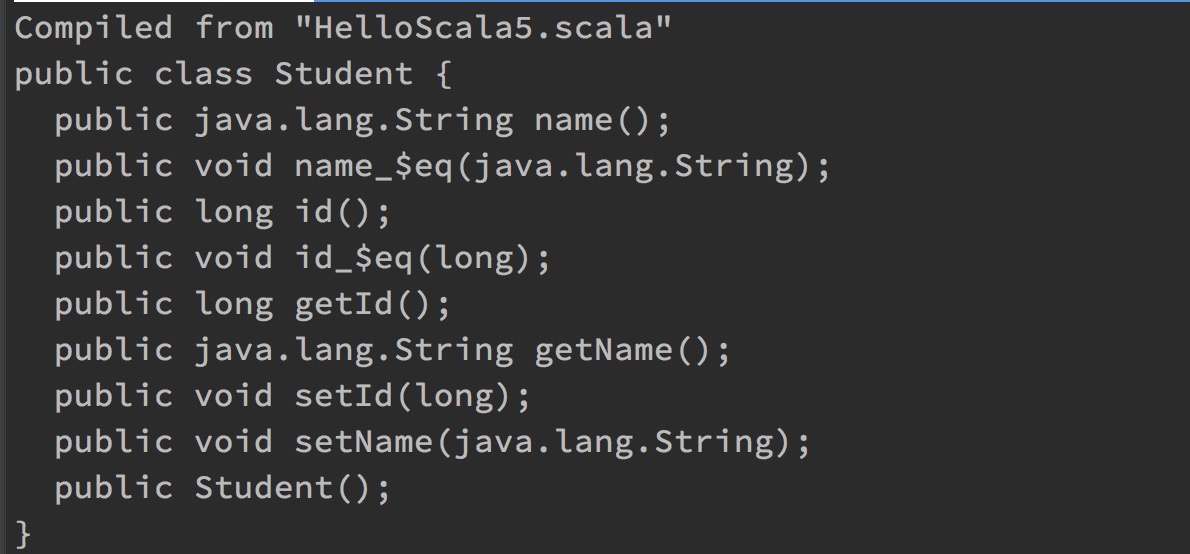 Compiled from "HelloScala5.scala"
public class Student {
  public java.lang.String name();
  public void name_$eq(java.lang.String);
  public long id();
  public void id_$eq(long);
  public long getId();
  public java.lang.String getName();
  public void setId(long);
  public void setName(java.lang.String);
  public Student();
}